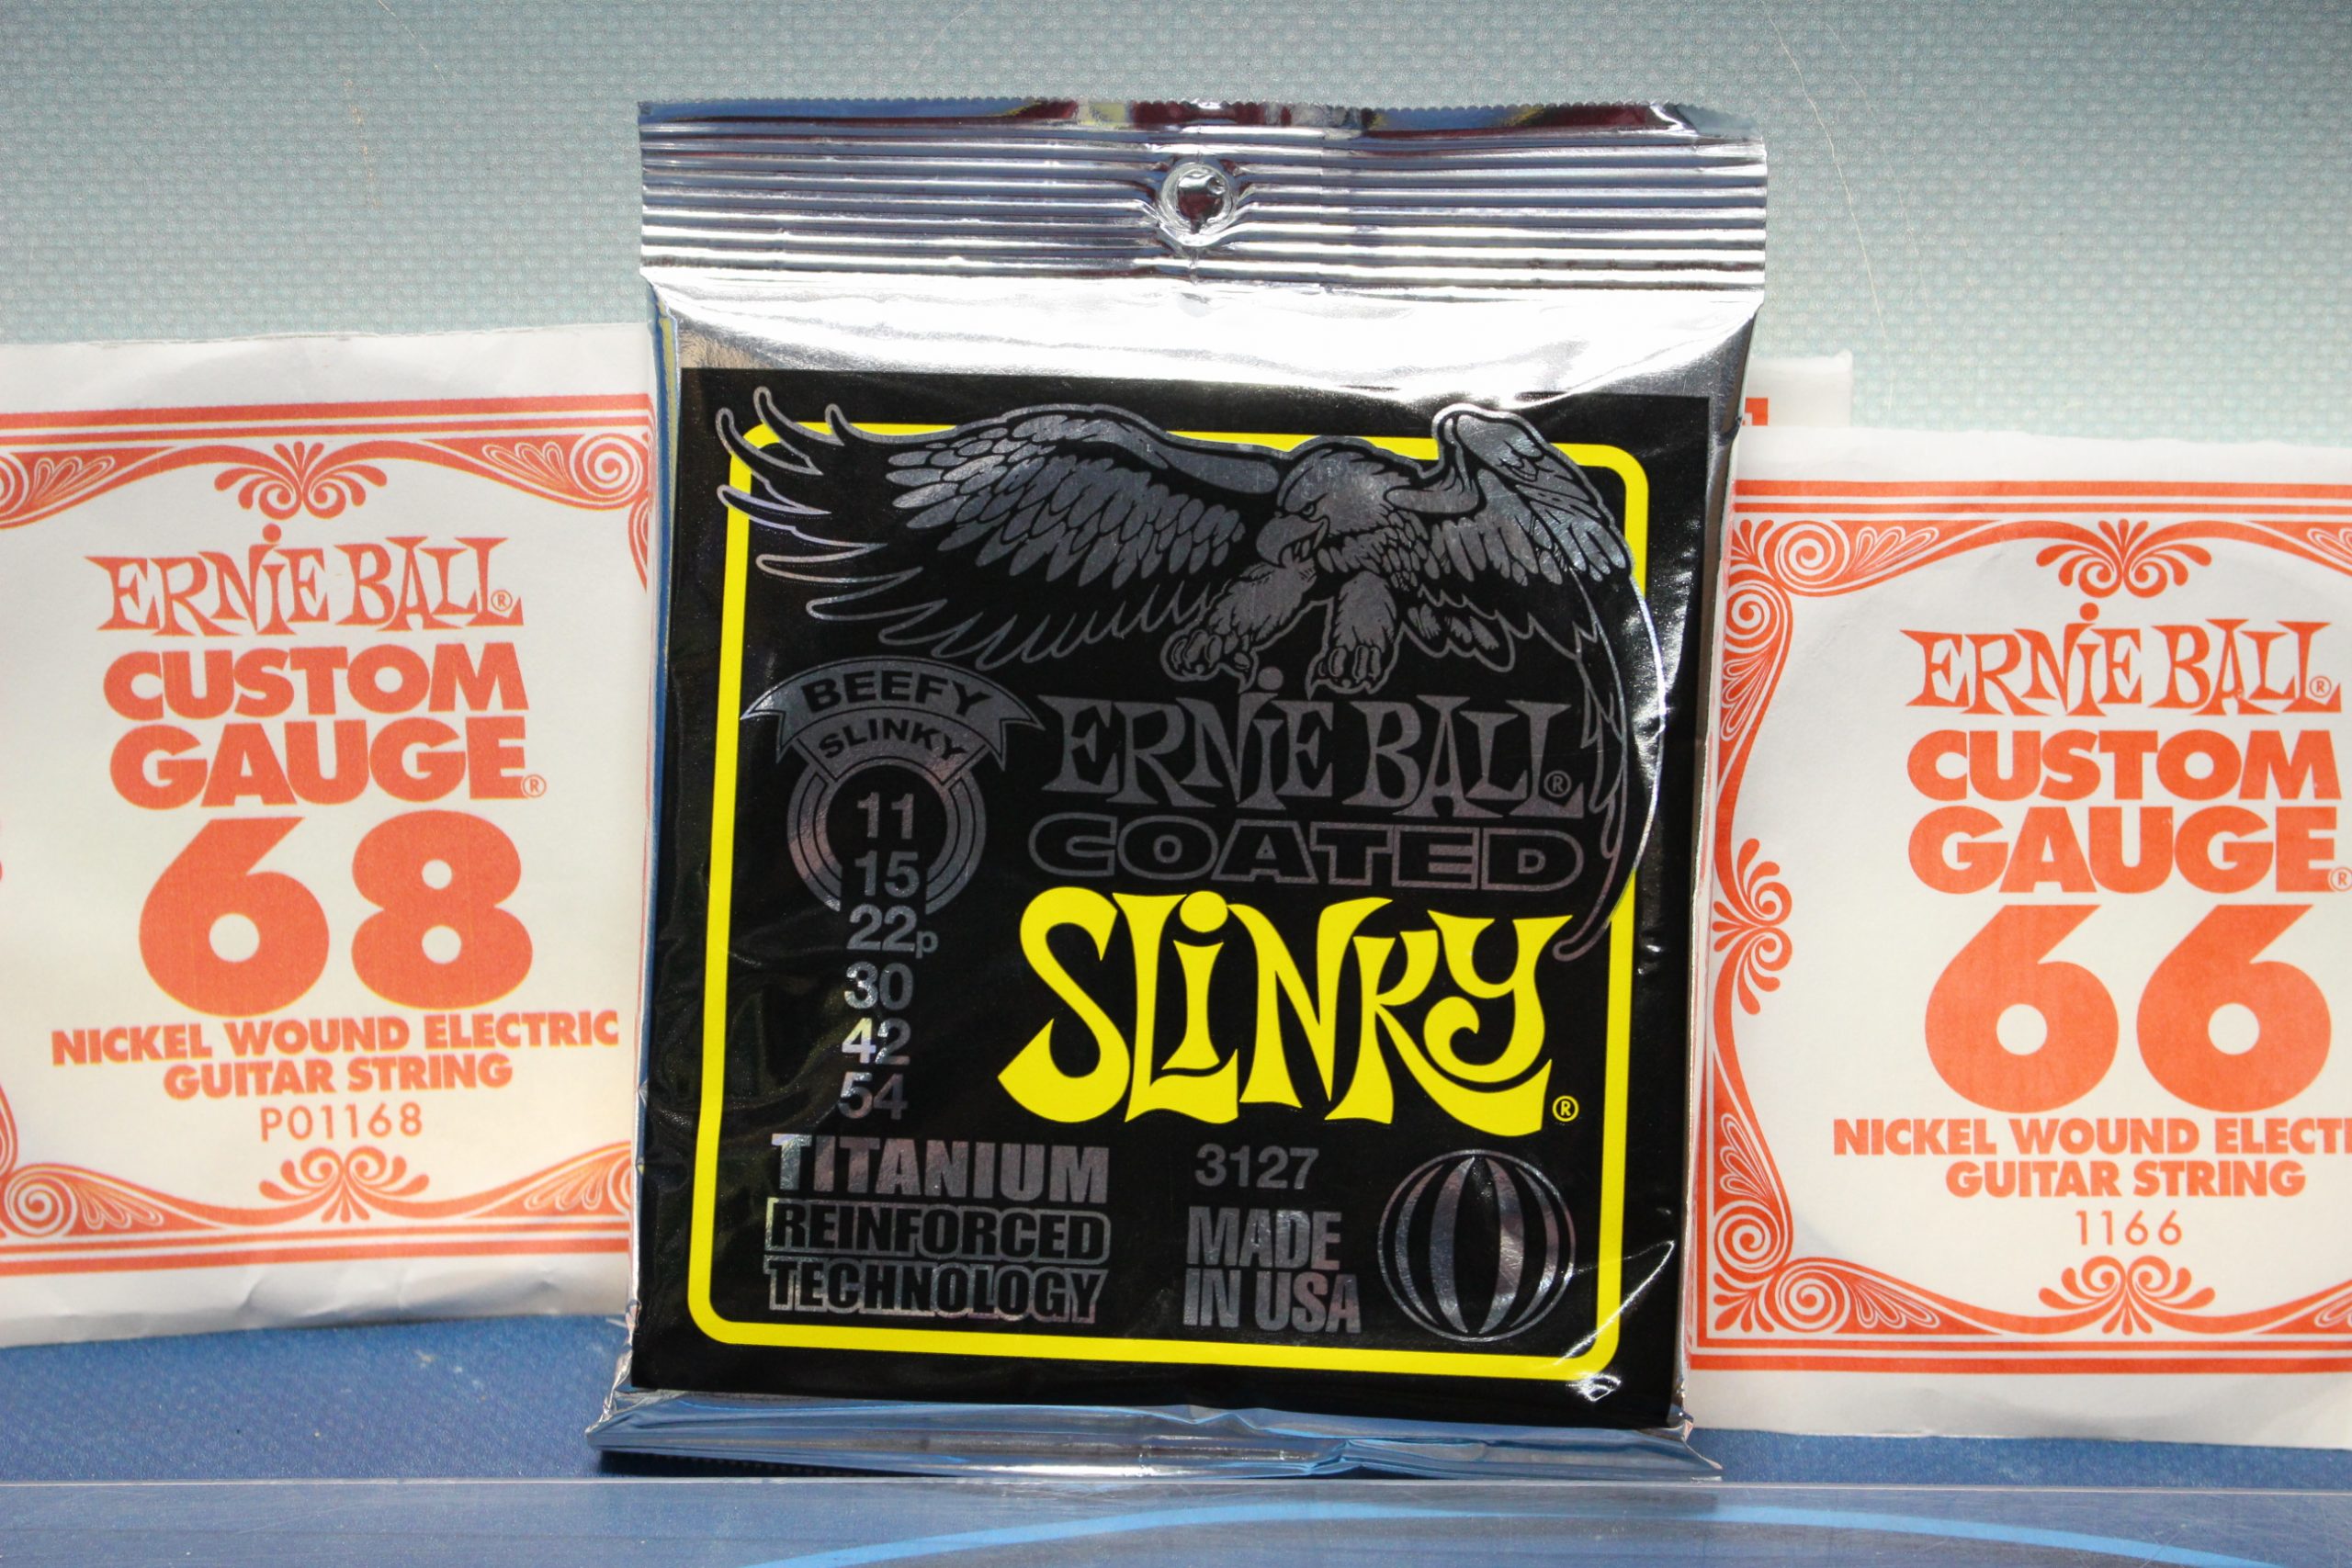 ERNIE BALL®
CUSTOM
GAUGE®
68
NICKEL WOUND ELECTRIC
GUITAR STRING
P01168
BEEFY
SLINKY
11
15
22p
30
42
54
ERNIE BALL®
COATED
SLINKY®
TITANIUM
REINFORCED
TECHNOLOGY
3127
MADE
IN USA
ERNIE BALL®
CUSTOM
GAUGE®
66
NICKEL WOUND ELECT
GUITAR STRING
1166